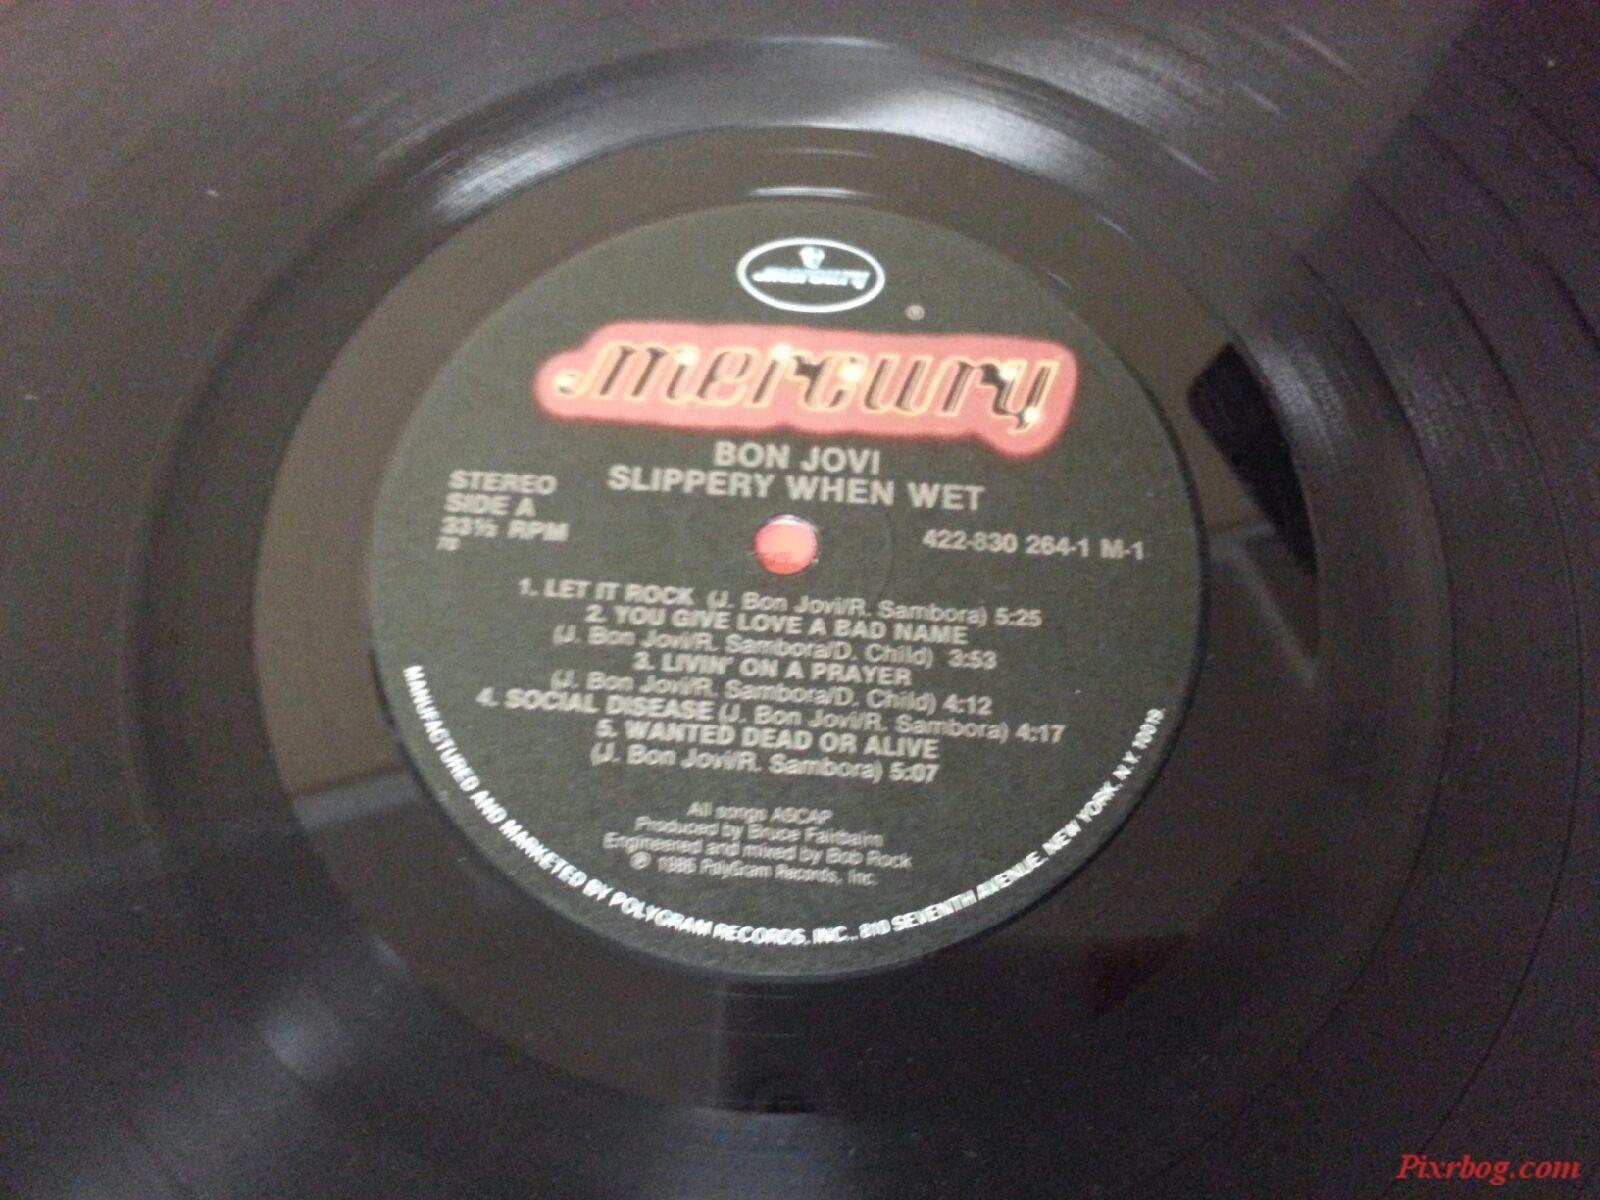 mercury
®
mercury
BON JOVI
SLIPPERY WHEN WET
STEREO
SIDE A
33⅓ RPM
76
422-830 264-1 M-1
1. LET IT ROCK (J. Bon Jovi/R. Sambora) 5:25
2. YOU GIVE LOVE A BAD NAME
(J. Bon Jovi/R. Sambora/D. Child) 3:53
3. LIVIN' ON A PRAYER
(J. Bon Jovi/R. Sambora/D. Child) 4:12
4. SOCIAL DISEASE (J. Bon Jovi/R. Sambora) 4:17
5. WANTED DEAD OR ALIVE
(J. Bon Jovi/R. Sambora) 5:07
All songs ASCAP
Produced by Bruce Fairbairn
Engineered and mixed by Bob Rock
℗ 1986 PolyGram Records, Inc.
MANUFACTURED AND MARKETED BY POLYGRAM RECORDS, INC., 810 SEVENTH AVENUE, NEW YORK, N.Y. 10019.
Pixrbog.com